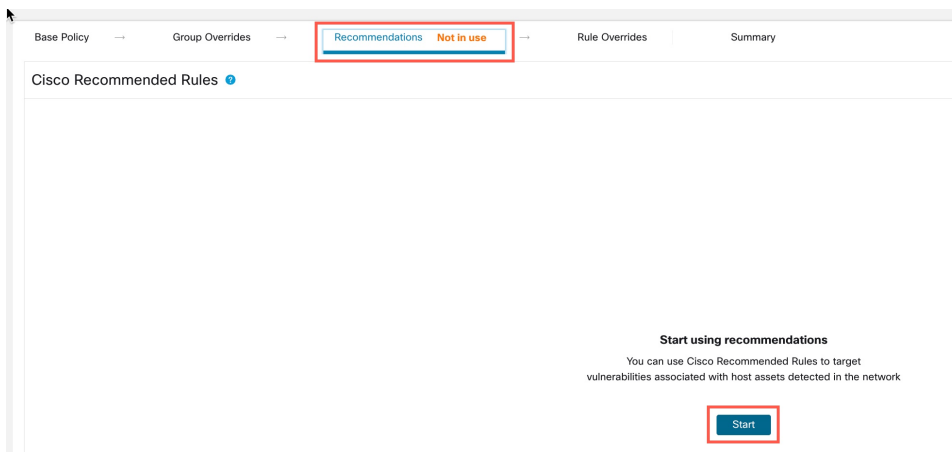 Base Policy → Group Overrides → Recommendations Not in use → Rule Overrides Summary
Cisco Recommended Rules ?
Start using recommendations
You can use Cisco Recommended Rules to target
vulnerabilities associated with host assets detected in the network
Start